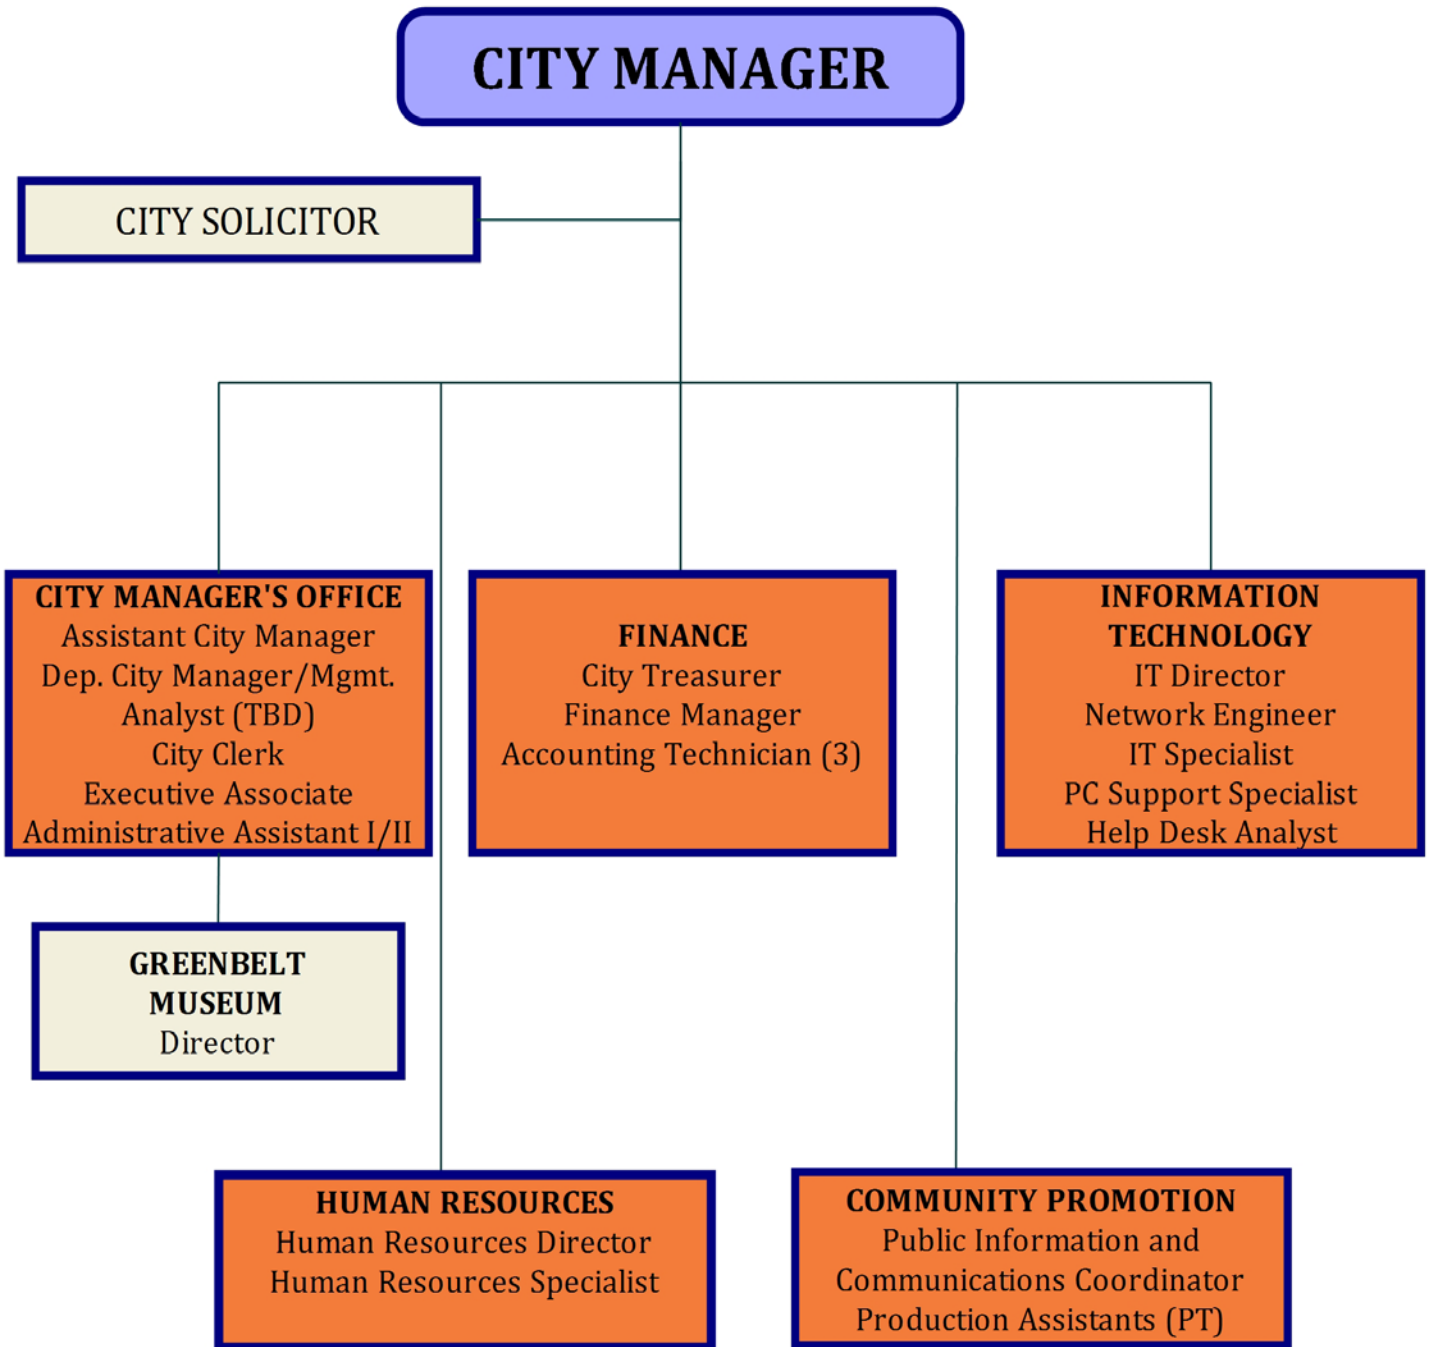 CITY MANAGER
CITY SOLICITOR
CITY MANAGER'S OFFICE
Assistant City Manager
Dep. City Manager/Mgmt.
Analyst (TBD)
City Clerk
Executive Associate
Administrative Assistant I/II
FINANCE
City Treasurer
Finance Manager
Accounting Technician (3)
INFORMATION
TECHNOLOGY
IT Director
Network Engineer
IT Specialist
PC Support Specialist
Help Desk Analyst
GREENBELT
MUSEUM
Director
HUMAN RESOURCES
Human Resources Director
Human Resources Specialist
COMMUNITY PROMOTION
Public Information and
Communications Coordinator
Production Assistants (PT)